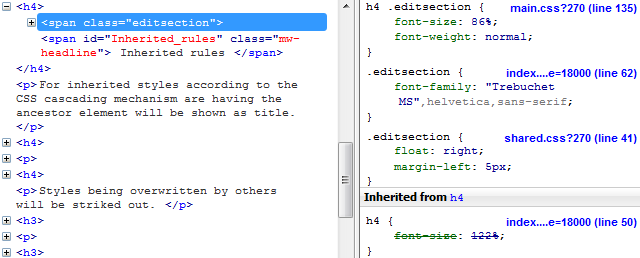 <h4>
<span class="editsection">
<span id="Inherited_rules" class="mw-
headline"> Inherited rules </span>
</h4>
<p>For inherited styles according to the
CSS cascading mechanism are having the
ancestor element will be shown as title.
</p>
<h4>
<p>
<h4>
<p>Styles being overwritten by others
will be striked out. </p>
<h3>
<p>
<h3>
h4 .editsection { main.css?270 (line 135)
font-size: 86%;
font-weight: normal;
}
.editsection { index....e=18000 (line 62)
font-family: "Trebuchet
MS",helvetica,sans-serif;
}
.editsection { shared.css?270 (line 41)
float: right;
margin-left: 5px;
}
Inherited from h4
h4 { index....e=18000 (line 50)
font-size: 122%;
}